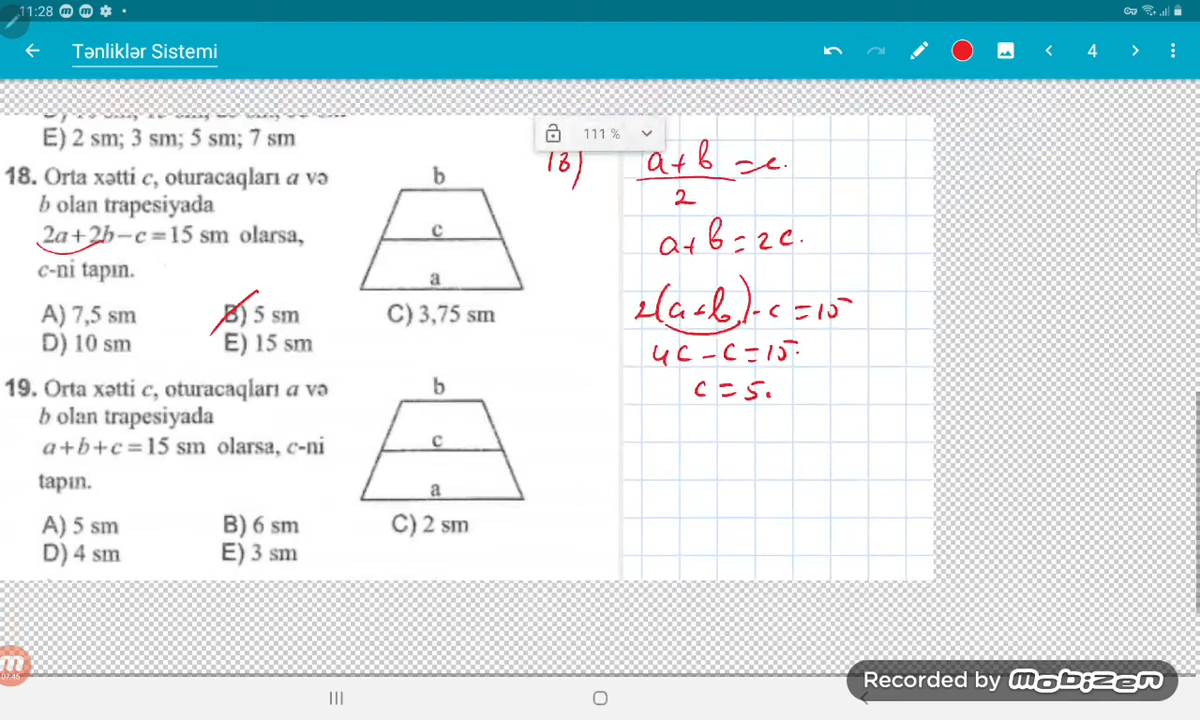 11:28
Tənliklər Sistemi
4
111 %
E) 2 sm; 3 sm; 5 sm; 7 sm
18. Orta xətti c, oturacaqları a və
b olan trapesiyada
2a+2b−c=15 sm olarsa,
c-ni tapın.
A) 7,5 sm B) 5 sm C) 3,75 sm
D) 10 sm E) 15 sm
b
c
a
19. Orta xətti c, oturacaqları a və
b olan trapesiyada
a+b+c=15 sm olarsa, c-ni
tapın.
A) 5 sm B) 6 sm C) 2 sm
D) 4 sm E) 3 sm
b
c
a
18)
a+b = c.
2
a+b=2c.
2(a+b)-c=15
4c-c=15.
c=5.
07:45
Recorded by mobizen